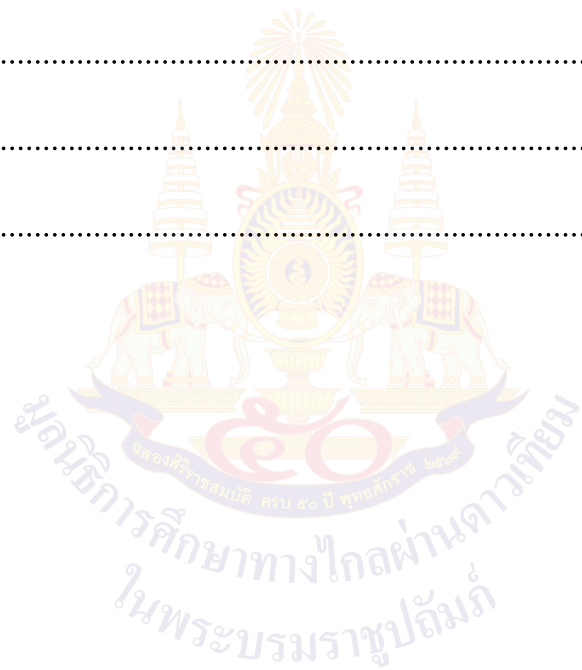 ๕๐
ฉลองสิริราชสมบัติ ครบ ๕๐ ปี พุทธศักราช ๒๕๓๙
มูลนิธิการศึกษาทางไกลผ่านดาวเทียม
ในพระบรมราชูปถัมภ์